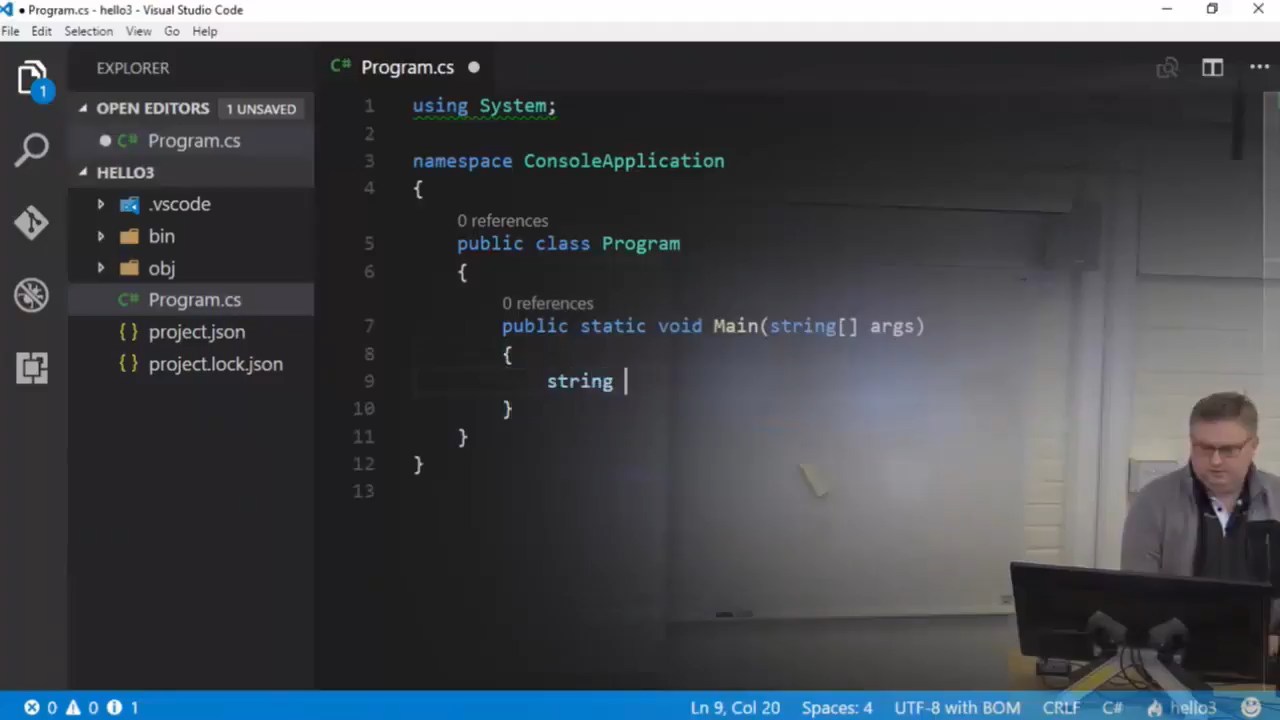 Program.cs - hello3 - Visual Studio Code
File Edit Selection View Go Help
1
EXPLORER
OPEN EDITORS 1 UNSAVED
C# Program.cs
HELLO3
.vscode
bin
obj
C# Program.cs
{ } project.json
{ } project.lock.json
C# Program.cs
1 using System;
2
3 namespace ConsoleApplication
4 {
0 references
5 public class Program
6 {
0 references
7 public static void Main(string[] args)
8 {
9 string
10 }
11 }
12 }
13
0 0 1 Ln 9, Col 20 Spaces: 4 UTF-8 with BOM CRLF C# hello3